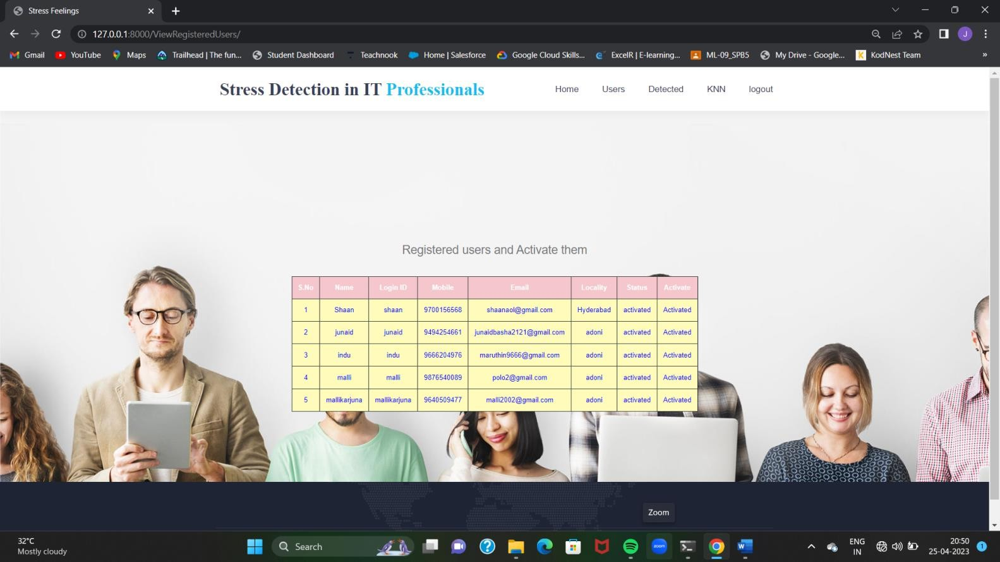 Stress Feelings
127.0.0.1:8000/ViewRegisteredUsers/
J
Gmail YouTube Maps Trailhead | The fun... Student Dashboard Teachnook Home | Salesforce Google Cloud Skills... ExcelR | E-learning... ML-09_SPB5 My Drive - Google... KodNest Team »
Stress Detection in IT Professionals Home Users Detected KNN logout
Registered users and Activate them
S.No Name Login ID Mobile Email Locality Status Activate
1 Shaan shaan 9700156568 shaanaol@gmail.com Hyderabad activated Activated
2 junaid junaid 9494254661 junaidbasha2121@gmail.com adoni activated Activated
3 indu indu 9666204976 maruthin9666@gmail.com adoni activated Activated
4 malli malli 9876540089 polo2@gmail.com adoni activated Activated
5 mallikarjuna mallikarjuna 9640509477 malli2002@gmail.com adoni activated Activated
Zoom
32°C
Mostly cloudy
Search
zoom
W
ENG
IN
20:50
25-04-2023
1